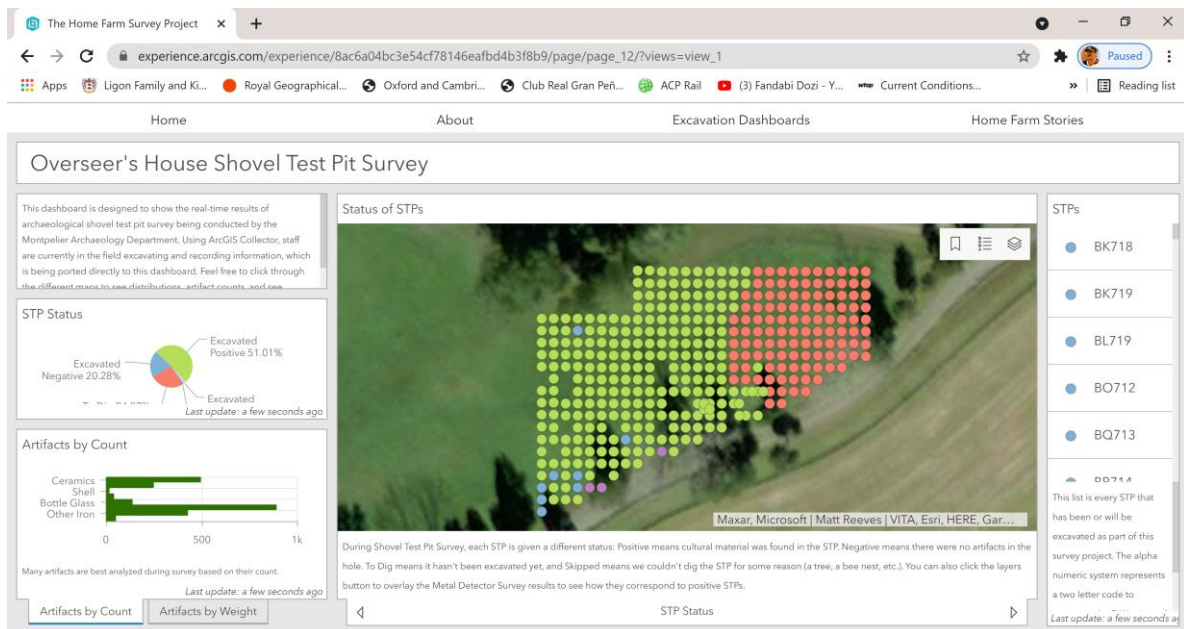 The Home Farm Survey Project
experience.arcgis.com/experience/8ac6a04bc3e54cf78146eafbd4b3f8b9/page/page_12/?views=view_1
Paused
Apps Ligon Family and Ki... Royal Geographical... Oxford and Cambri... Club Real Gran Peñ... ACP Rail (3) Fandabi Dozi - Y... wtop Current Conditions... » Reading list
Home About Excavation Dashboards Home Farm Stories
Overseer's House Shovel Test Pit Survey
This dashboard is designed to show the real-time results of
archaeological shovel test pit survey being conducted by the
Montpelier Archaeology Department. Using ArcGIS Collector, staff
are currently in the field excavating and recording information, which
is being ported directly to this dashboard. Feel free to click through
the different maps to see distributions, artifact counts, and see
STP Status
Excavated
Positive 51.01%
Excavated
Negative 20.28%
Excavated
Last update: a few seconds ago
Artifacts by Count
Ceramics
Shell
Bottle Glass
Other Iron
0 500 1k
Many artifacts are best analyzed during survey based on their count.
Last update: a few seconds ago
Artifacts by Count Artifacts by Weight
Status of STPs
Maxar, Microsoft | Matt Reeves | VITA, Esri, HERE, Gar...
During Shovel Test Pit Survey, each STP is given a different status: Positive means cultural material was found in the STP. Negative means there were no artifacts in the
hole. To Dig means it hasn't been excavated yet, and Skipped means we couldn't dig the STP for some reason (a tree, a bee nest, etc.). You can also click the layers
button to overlay the Metal Detector Survey results to see how they correspond to positive STPs.
STP Status
STPs
BK718
BK719
BL719
BO712
BQ713
This list is every STP that
has been or will be
excavated as part of this
survey project. The alpha
numeric system represents
a two letter code to
Last update: a few seconds